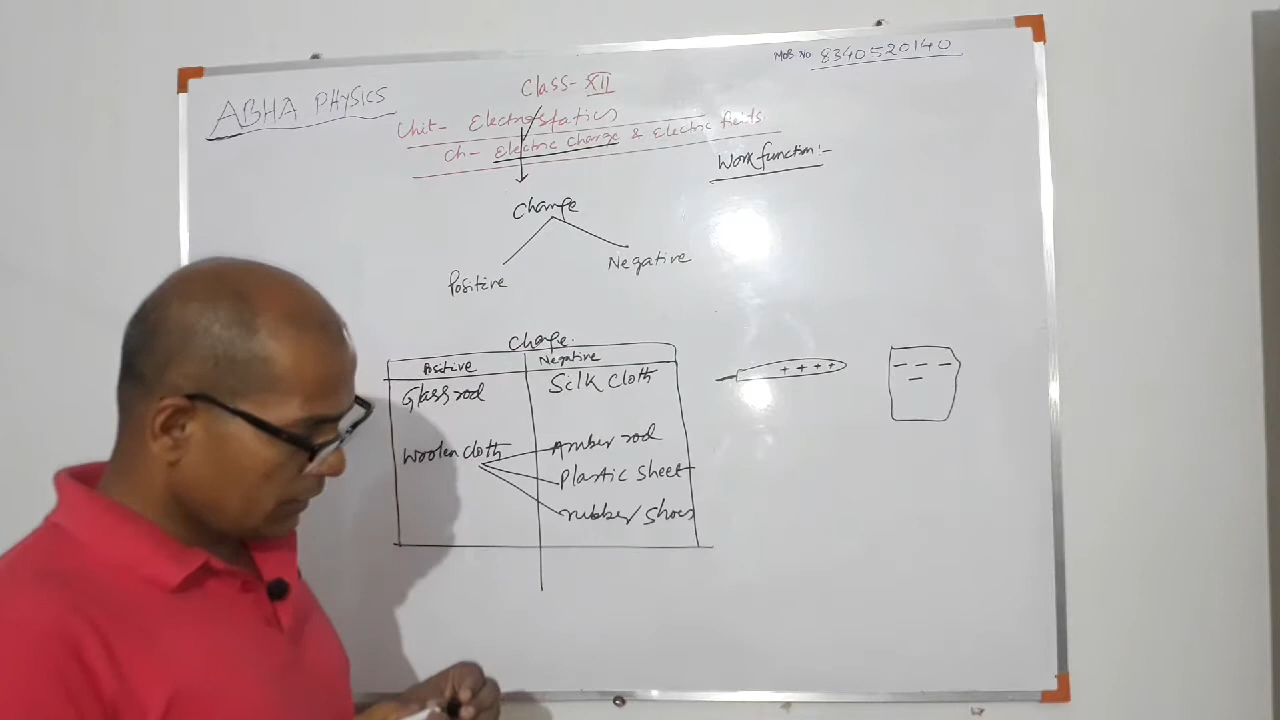 MOB. NO 8340520140
ABHA PHYSICS
Class- XII
Unit- Electrostatics
Ch- Electric charge & Electric fields
Work function:-
Charge
Positive
Negative
Charge
Positive Negative
Glass rod Silk cloth
Woolen cloth Amber rod
Plastic sheet
rubber shoes
+ + + +
- - -
-